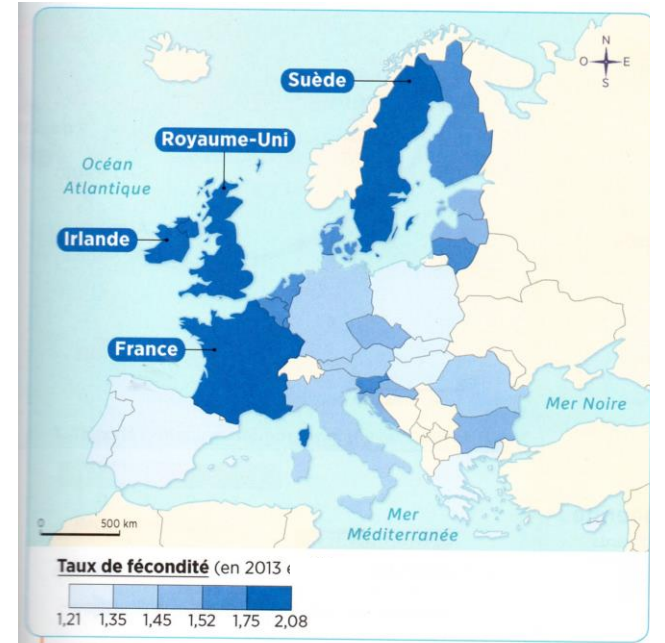 N
O E
S
Suède
Royaume-Uni
Océan
Atlantique
Irlande
France
Mer Noire
Mer
Méditerranée
0 500 km
Taux de fécondité (en 2013 e
1,21 1,35 1,45 1,52 1,75 2,08